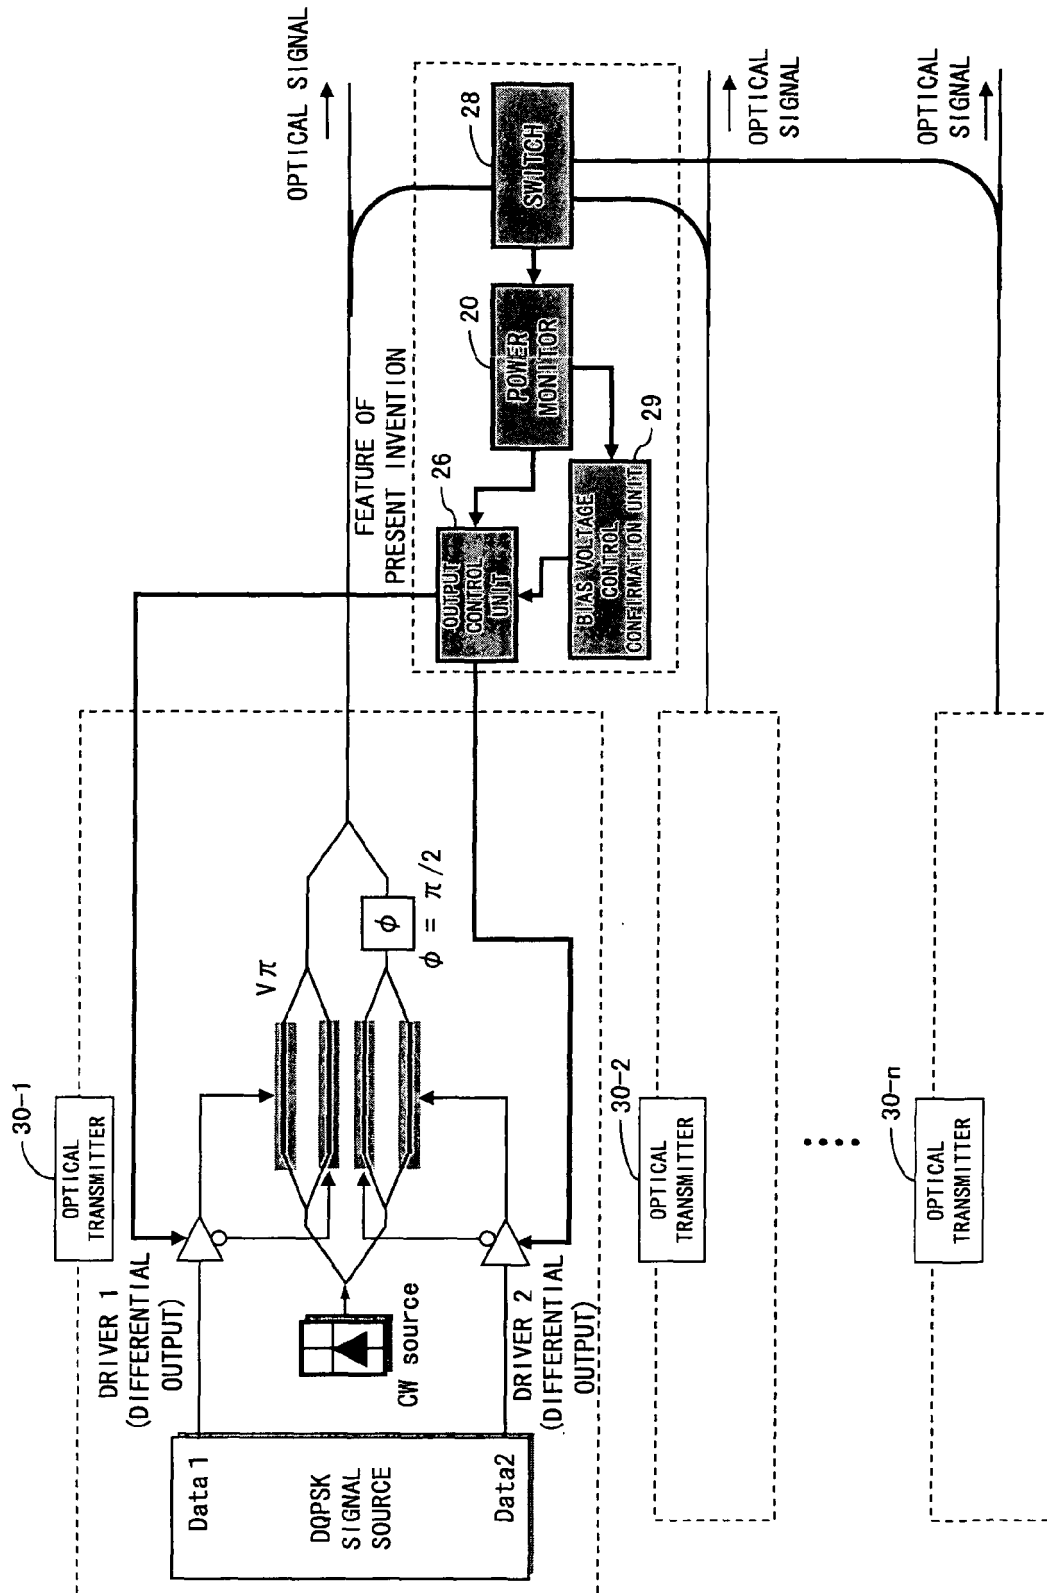 30-1
OPTICAL
TRANSMITTER
DRIVER 1
(DIFFERENTIAL
OUTPUT)
Data1
DQPSK
SIGNAL
SOURCE
Data2
CW source
DRIVER 2
(DIFFERENTIAL
OUTPUT)
Vπ
ϕ
ϕ = π/2
FEATURE OF
PRESENT INVENTION
OPTICAL SIGNAL
26
OUTPUT
CONTROL
UNIT
20
POWER
MONITOR
28
SWITCH
BIAS VOLTAGE
CONTROL
CONFIRMATION UNIT
29
30-2
OPTICAL
TRANSMITTER
OPTICAL
SIGNAL
30-n
OPTICAL
TRANSMITTER
OPTICAL
SIGNAL